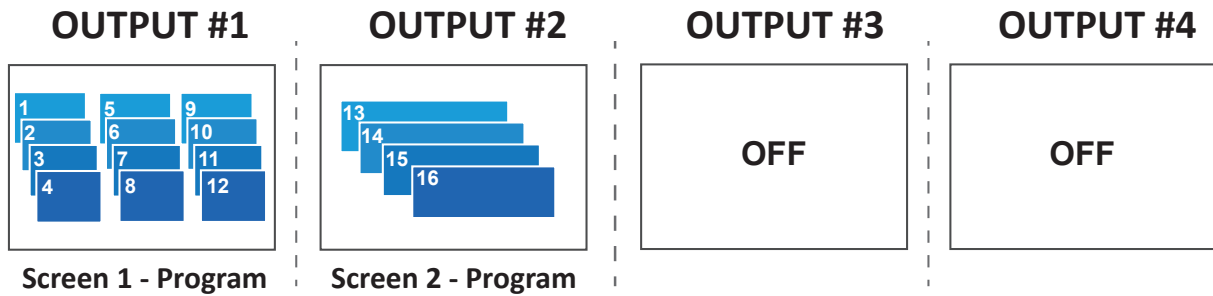 OUTPUT #1
OUTPUT #2
OUTPUT #3
OUTPUT #4
1
2
3
4
5
6
7
8
9
10
11
12
13
14
15
16
OFF
OFF
Screen 1 - Program
Screen 2 - Program